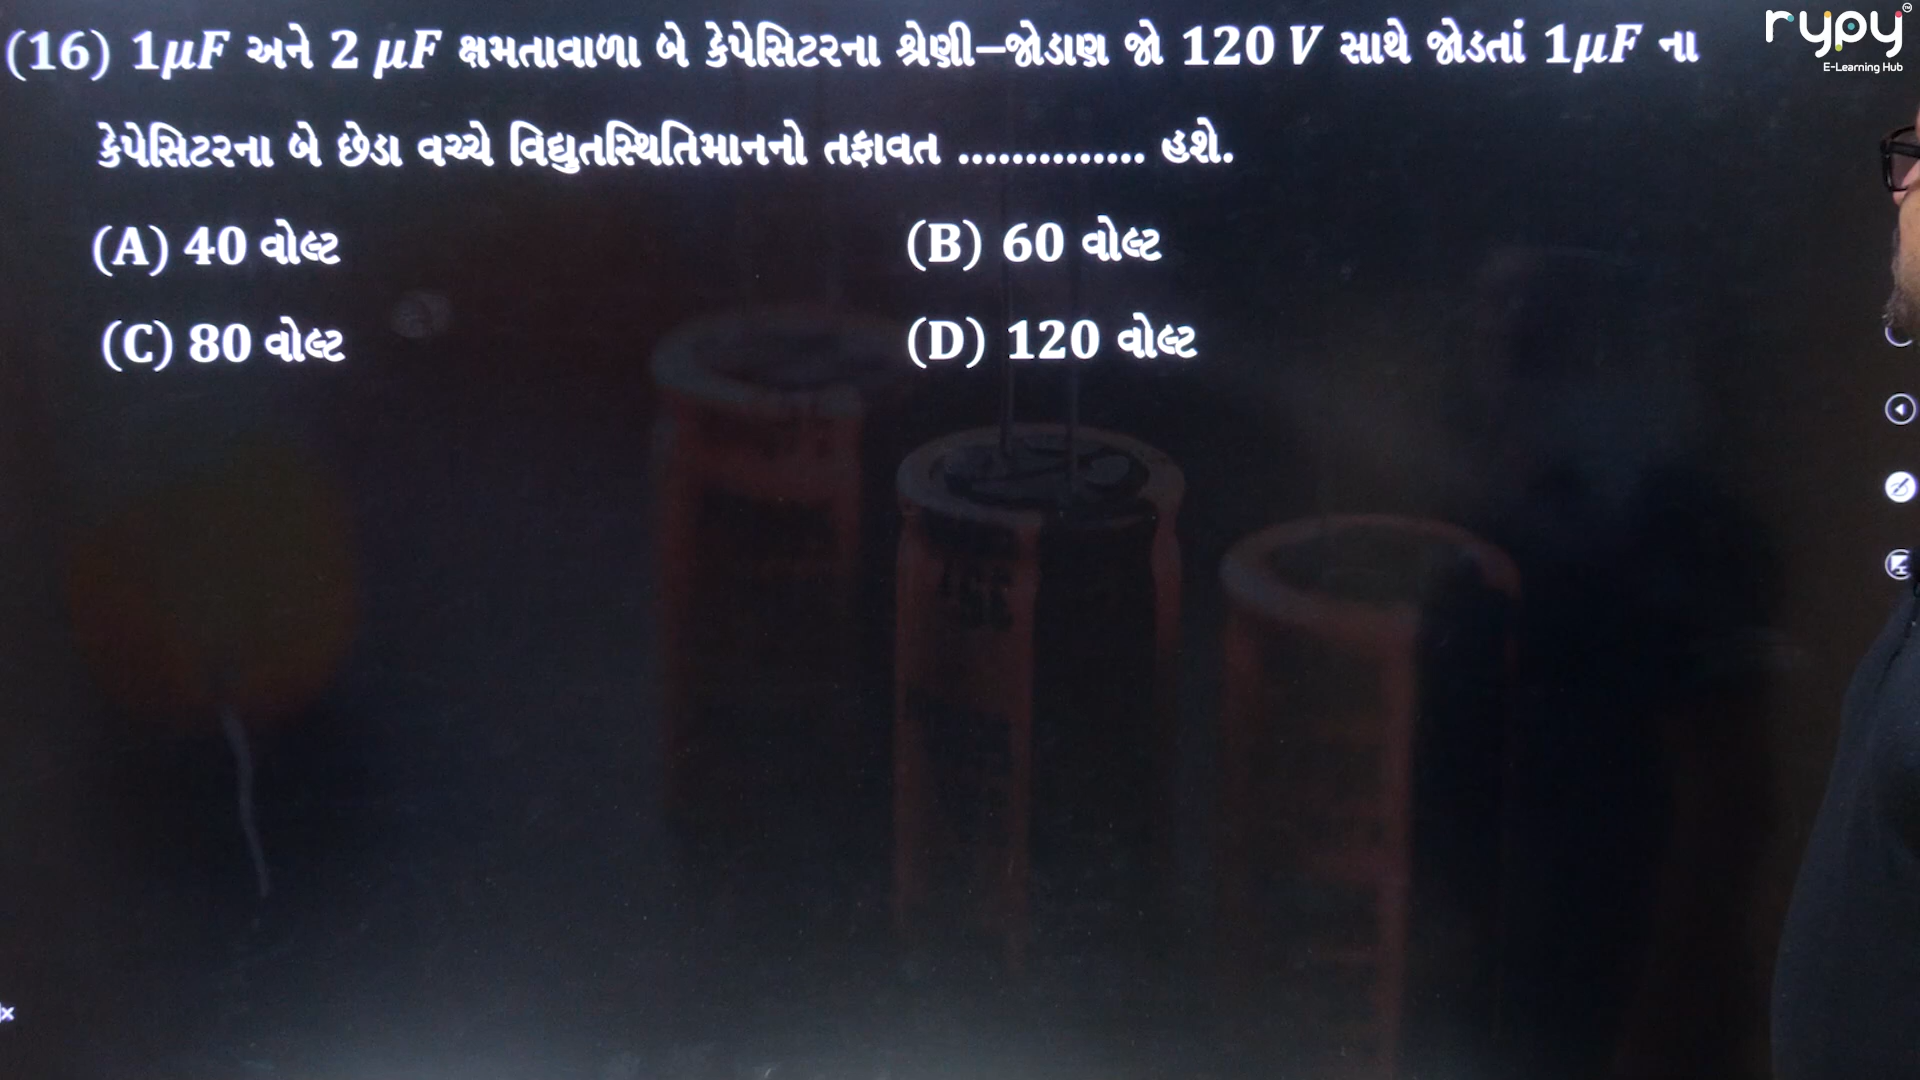 rypy™
E-Learning Hub
(16) 1μF અને 2 μF ક્ષમતાવાળા બે કેપેસિટરના શ્રેણી–જોડાણ જો 120 V સાથે જોડતાં 1μF ના
કેપેસિટરના બે છેડા વચ્ચે વિદ્યુતસ્થિતિમાનનો તફાવત .............. હશે.
(A) 40 વોલ્ટ (B) 60 વોલ્ટ
(C) 80 વોલ્ટ (D) 120 વોલ્ટ